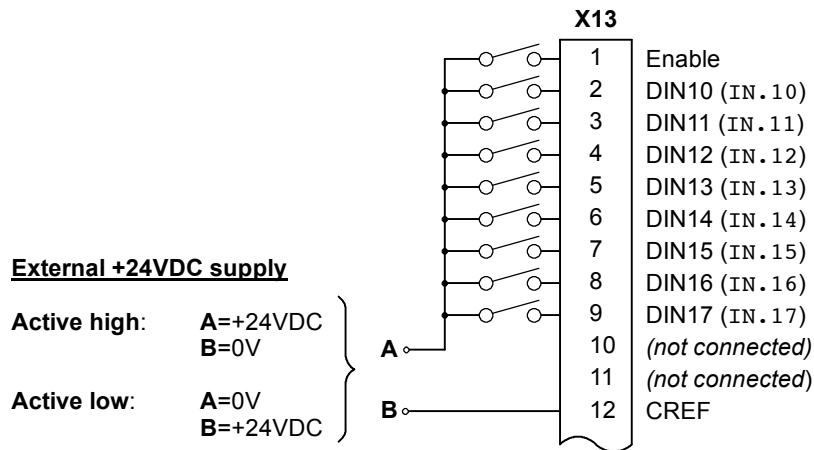 X13
1 Enable
2 DIN10 (IN.10)
3 DIN11 (IN.11)
4 DIN12 (IN.12)
5 DIN13 (IN.13)
6 DIN14 (IN.14)
7 DIN15 (IN.15)
8 DIN16 (IN.16)
9 DIN17 (IN.17)
10 (not connected)
11 (not connected)
12 CREF
External +24VDC supply
Active high: A=+24VDC
B=0V
Active low: A=0V
B=+24VDC
A
B